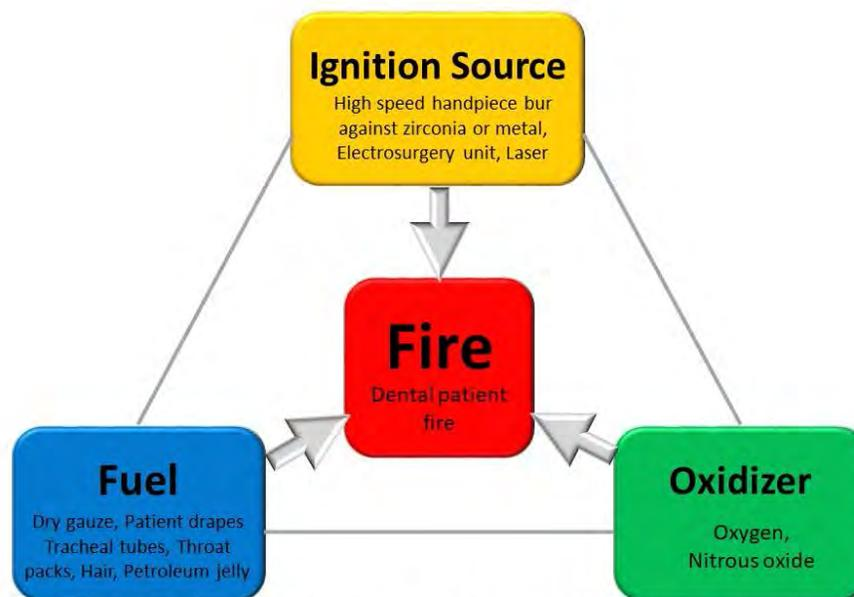 Ignition Source
High speed handpiece bur
against zirconia or metal,
Electrosurgery unit, Laser
Fire
Dental patient
fire
Fuel
Dry gauze, Patient drapes
Tracheal tubes, Throat
packs, Hair, Petroleum jelly
Oxidizer
Oxygen,
Nitrous oxide